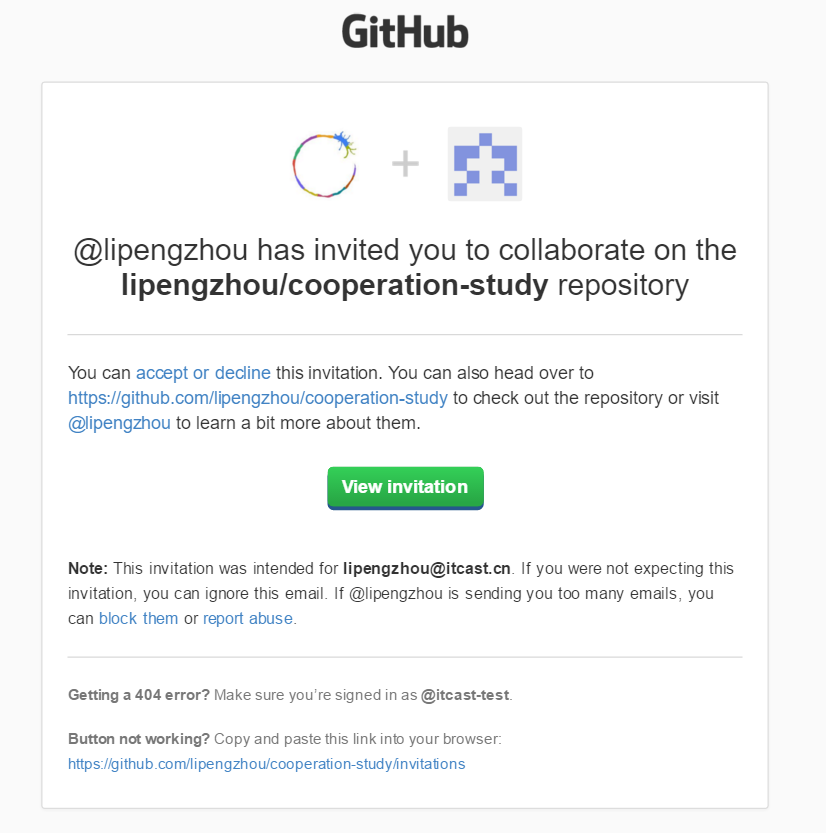 GitHub
@lipengzhou has invited you to collaborate on the
lipengzhou/cooperation-study repository
You can accept or decline this invitation. You can also head over to
https://github.com/lipengzhou/cooperation-study to check out the repository or visit
@lipengzhou to learn a bit more about them.
View invitation
Note: This invitation was intended for lipengzhou@itcast.cn. If you were not expecting this
invitation, you can ignore this email. If @lipengzhou is sending you too many emails, you
can block them or report abuse.
Getting a 404 error? Make sure you’re signed in as @itcast-test.
Button not working? Copy and paste this link into your browser:
https://github.com/lipengzhou/cooperation-study/invitations